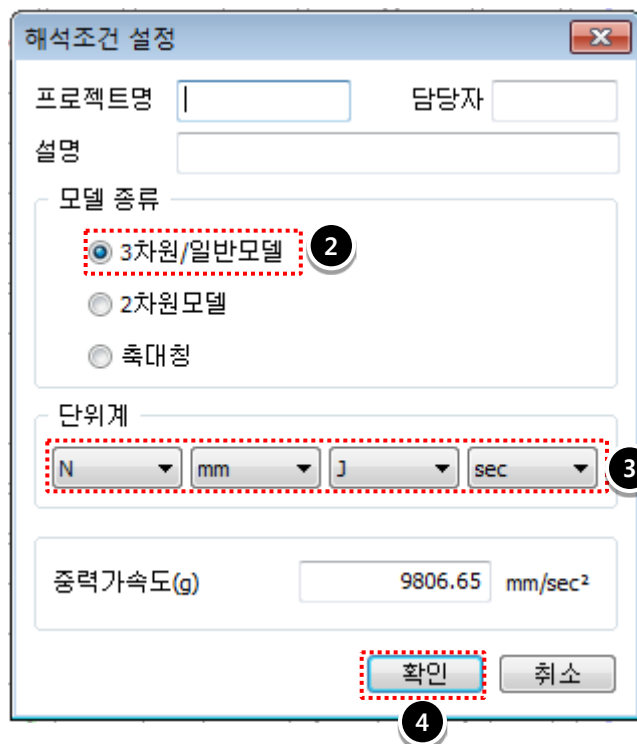 해석조건 설정
프로젝트명 담당자
설명
모델 종류
3차원/일반모델 2
2차원모델
축대칭
단위계
N mm J sec 3
중력가속도(g) 9806.65 mm/sec²
확인 취소
4